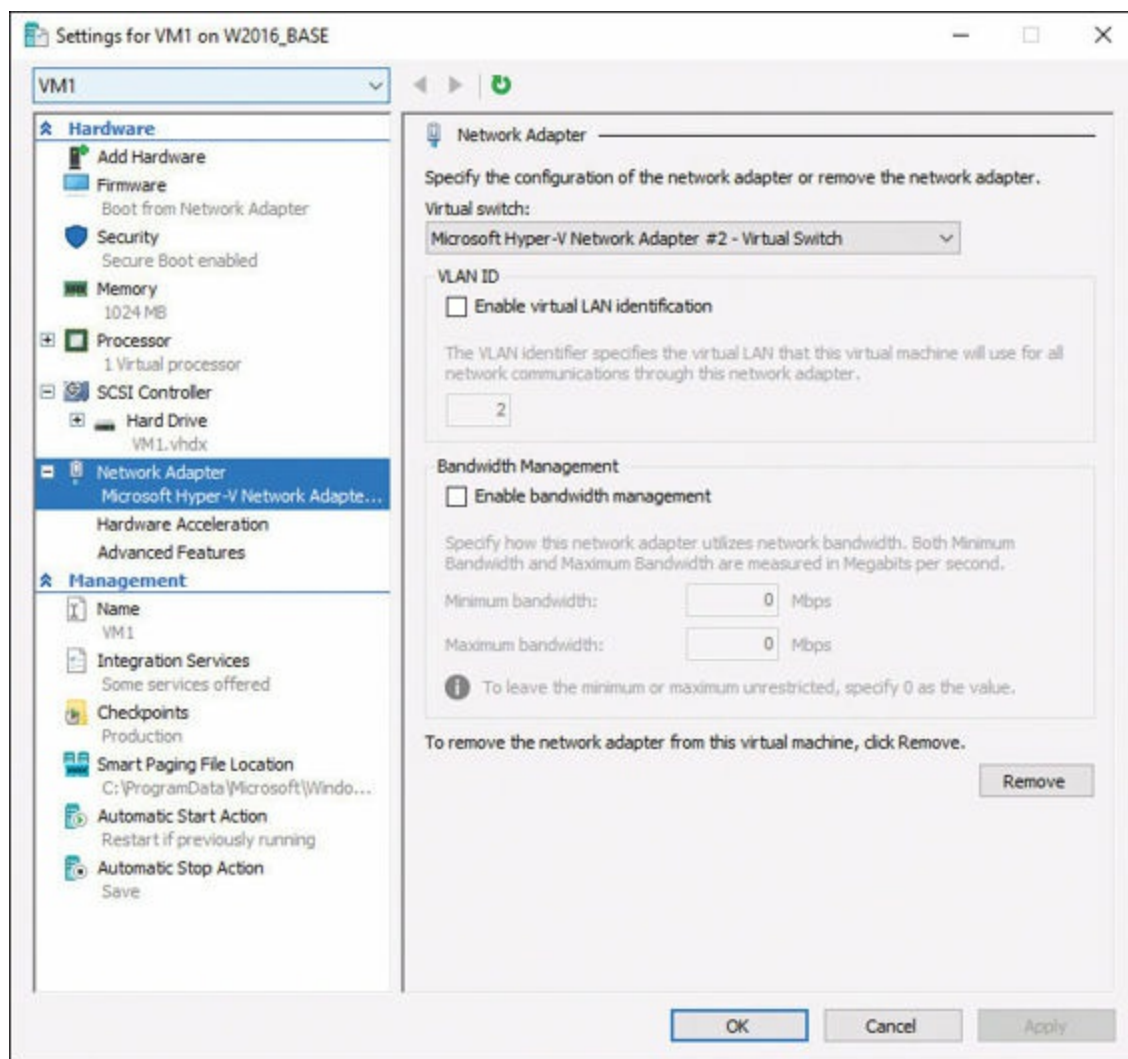 Settings for VM1 on W2016_BASE
VM1
Hardware
Add Hardware
Firmware
Boot from Network Adapter
Security
Secure Boot enabled
Memory
1024 MB
Processor
1 Virtual processor
SCSI Controller
Hard Drive
VM1.vhdx
Network Adapter
Microsoft Hyper-V Network Adapte...
Hardware Acceleration
Advanced Features
Management
Name
VM1
Integration Services
Some services offered
Checkpoints
Production
Smart Paging File Location
C:\ProgramData\Microsoft\Windo...
Automatic Start Action
Restart if previously running
Automatic Stop Action
Save
Network Adapter
Specify the configuration of the network adapter or remove the network adapter.
Virtual switch:
Microsoft Hyper-V Network Adapter #2 - Virtual Switch
VLAN ID
Enable virtual LAN identification
The VLAN identifier specifies the virtual LAN that this virtual machine will use for all
network communications through this network adapter.
2
Bandwidth Management
Enable bandwidth management
Specify how this network adapter utilizes network bandwidth. Both Minimum
Bandwidth and Maximum Bandwidth are measured in Megabits per second.
Minimum bandwidth: 0 Mbps
Maximum bandwidth: 0 Mbps
To leave the minimum or maximum unrestricted, specify 0 as the value.
To remove the network adapter from this virtual machine, click Remove.
Remove
OK Cancel Apply